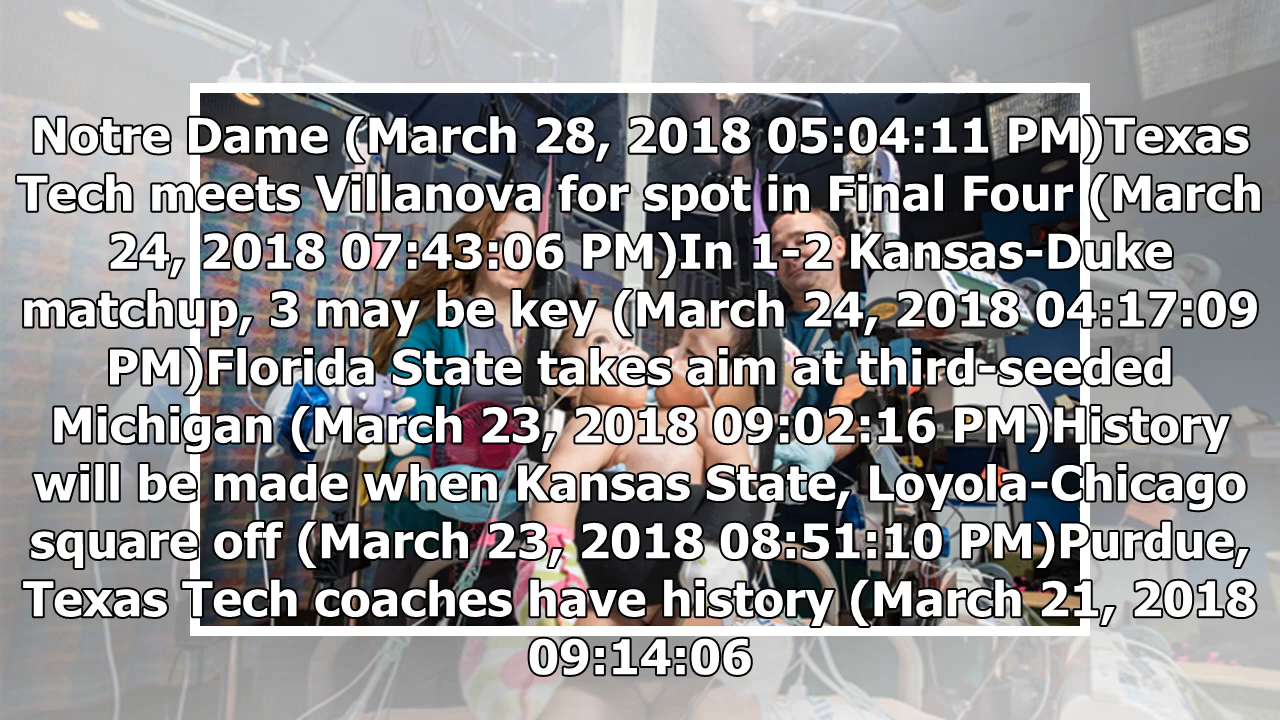 Notre Dame (March 28, 2018 05:04:11 PM)Texas
Tech meets Villanova for spot in Final Four (March
24, 2018 07:43:06 PM)In 1-2 Kansas-Duke
matchup, 3 may be key (March 24, 2018 04:17:09
PM)Florida State takes aim at third-seeded
Michigan (March 23, 2018 09:02:16 PM)History
will be made when Kansas State, Loyola-Chicago
square off (March 23, 2018 08:51:10 PM)Purdue,
Texas Tech coaches have history (March 21, 2018
09:14:06